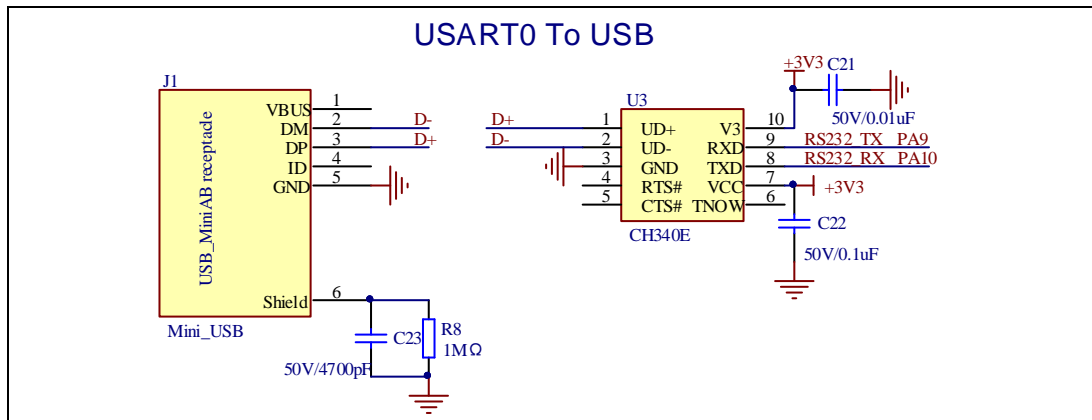 USART0 To USB
J1
VBUS 1
DM 2 D-
DP 3 D+
ID 4
GND 5
USB_MiniAB receptacle
Shield 6
Mini_USB
C23
50V/4700pF
R8
1MΩ
U3
D+ 1 UD+
D- 2 UD-
3 GND
4 RTS#
5 CTS#
V3 10
RXD 9 RS232_TX PA9
TXD 8 RS232_RX PA10
VCC 7 +3V3
TNOW 6
CH340E
+3V3
C21
50V/0.01uF
C22
50V/0.1uF